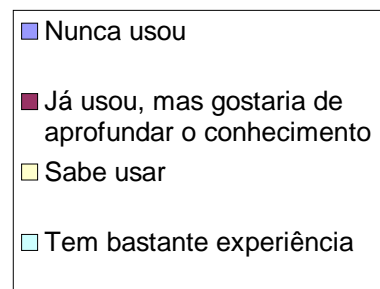 Nunca usou
Já usou, mas gostaria de
aprofundar o conhecimento
Sabe usar
Tem bastante experiência